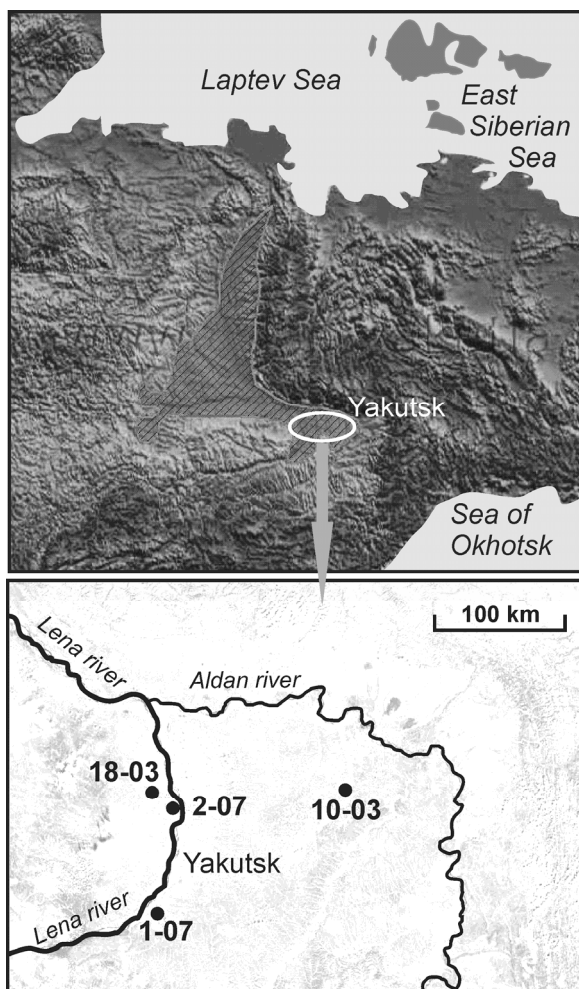 Laptev Sea
East
Siberian
Sea
Yakutsk
Sea of
Okhotsk
100 km
Lena river
Aldan river
18-03
2-07
10-03
Yakutsk
Lena river
1-07